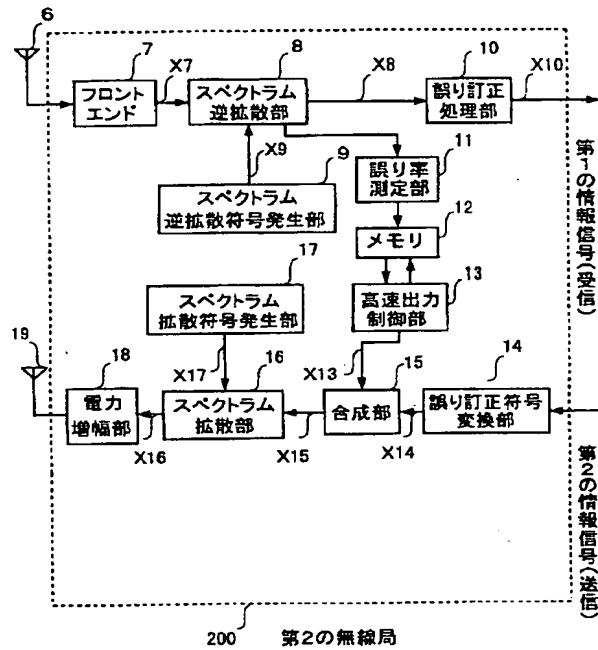 6
7
X7
8
X8
10
X10
フロント
エンド
スペクトラム
逆拡散部
誤り訂正
処理部
X9
9
11
誤り率
測定部
スペクトラム
逆拡散符号発生部
12
メモリ
17
13
スペクトラム
拡散符号発生部
高速出力
制御部
第1の情報信号(受信)
19
18
X17
16
X13
15
14
電力
増幅部
スペクトラム
拡散部
合成部
誤り訂正符号
変換部
X16
X15
X14
第2の情報信号(送信)
200
第2の無線局